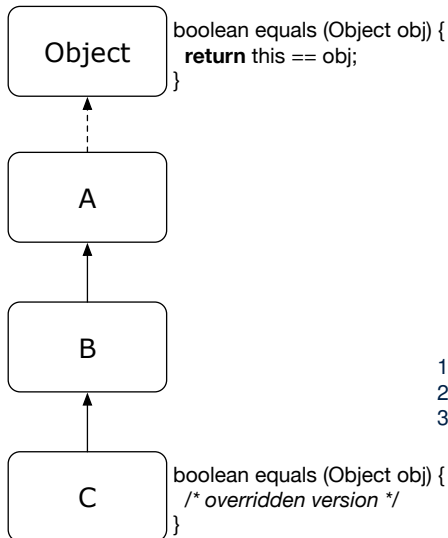 Object
boolean equals (Object obj) {
return this == obj;
}
A
B
1
2
3
C
boolean equals (Object obj) {
/* overridden version */
}